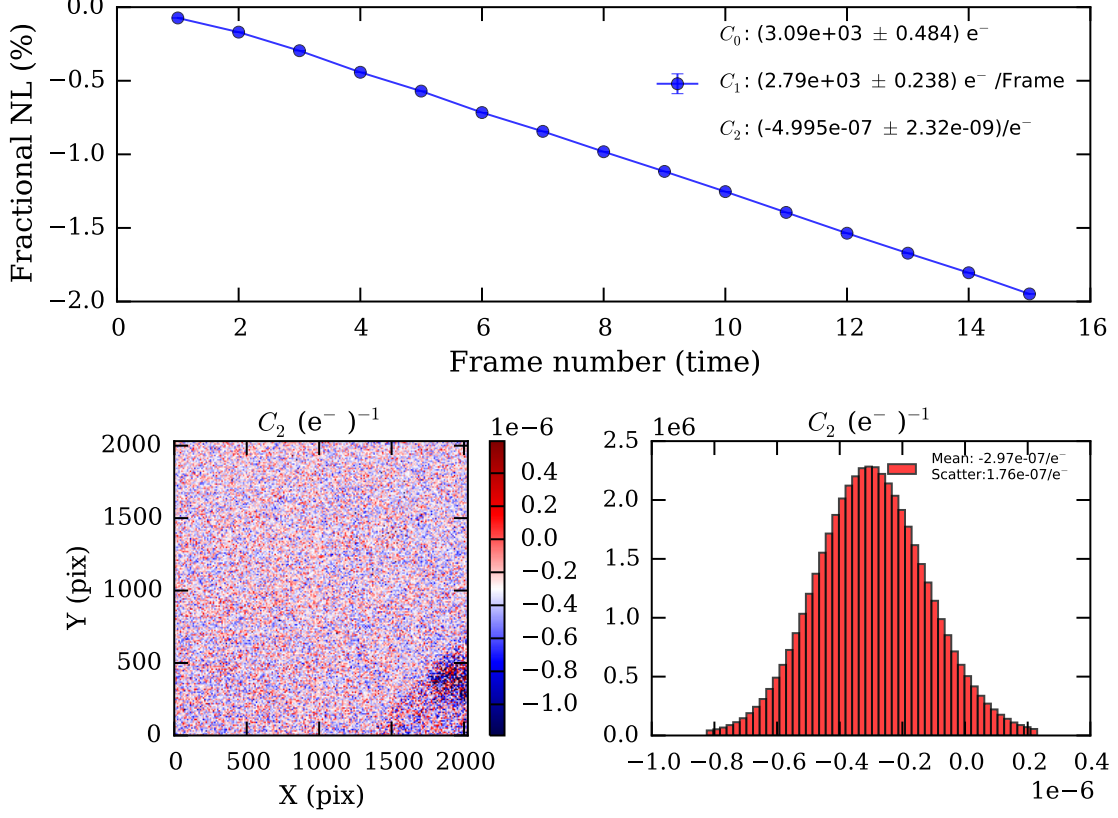 0.0
−0.5
−1.0
−1.5
−2.0
Fractional NL (%)
C₀: (3.09e+03 ± 0.484) e⁻
C₁: (2.79e+03 ± 0.238) e⁻ /Frame
C₂: (-4.995e-07 ± 2.32e-09)/e⁻
0 2 4 6 8 10 12 14 16
Frame number (time)
C₂ (e⁻ )⁻¹
2000
1500
1000
500
0
Y (pix)
0 500 1000 1500 2000
X (pix)
1e−6
0.4
0.2
0.0
−0.2
−0.4
−0.6
−0.8
−1.0
C₂ (e⁻ )⁻¹
1e6
2.5
2.0
1.5
1.0
0.5
0.0
Mean: -2.97e-07/e⁻
Scatter:1.76e-07/e⁻
−1.0 −0.8 −0.6 −0.4 −0.2 0.0 0.2 0.4
1e−6